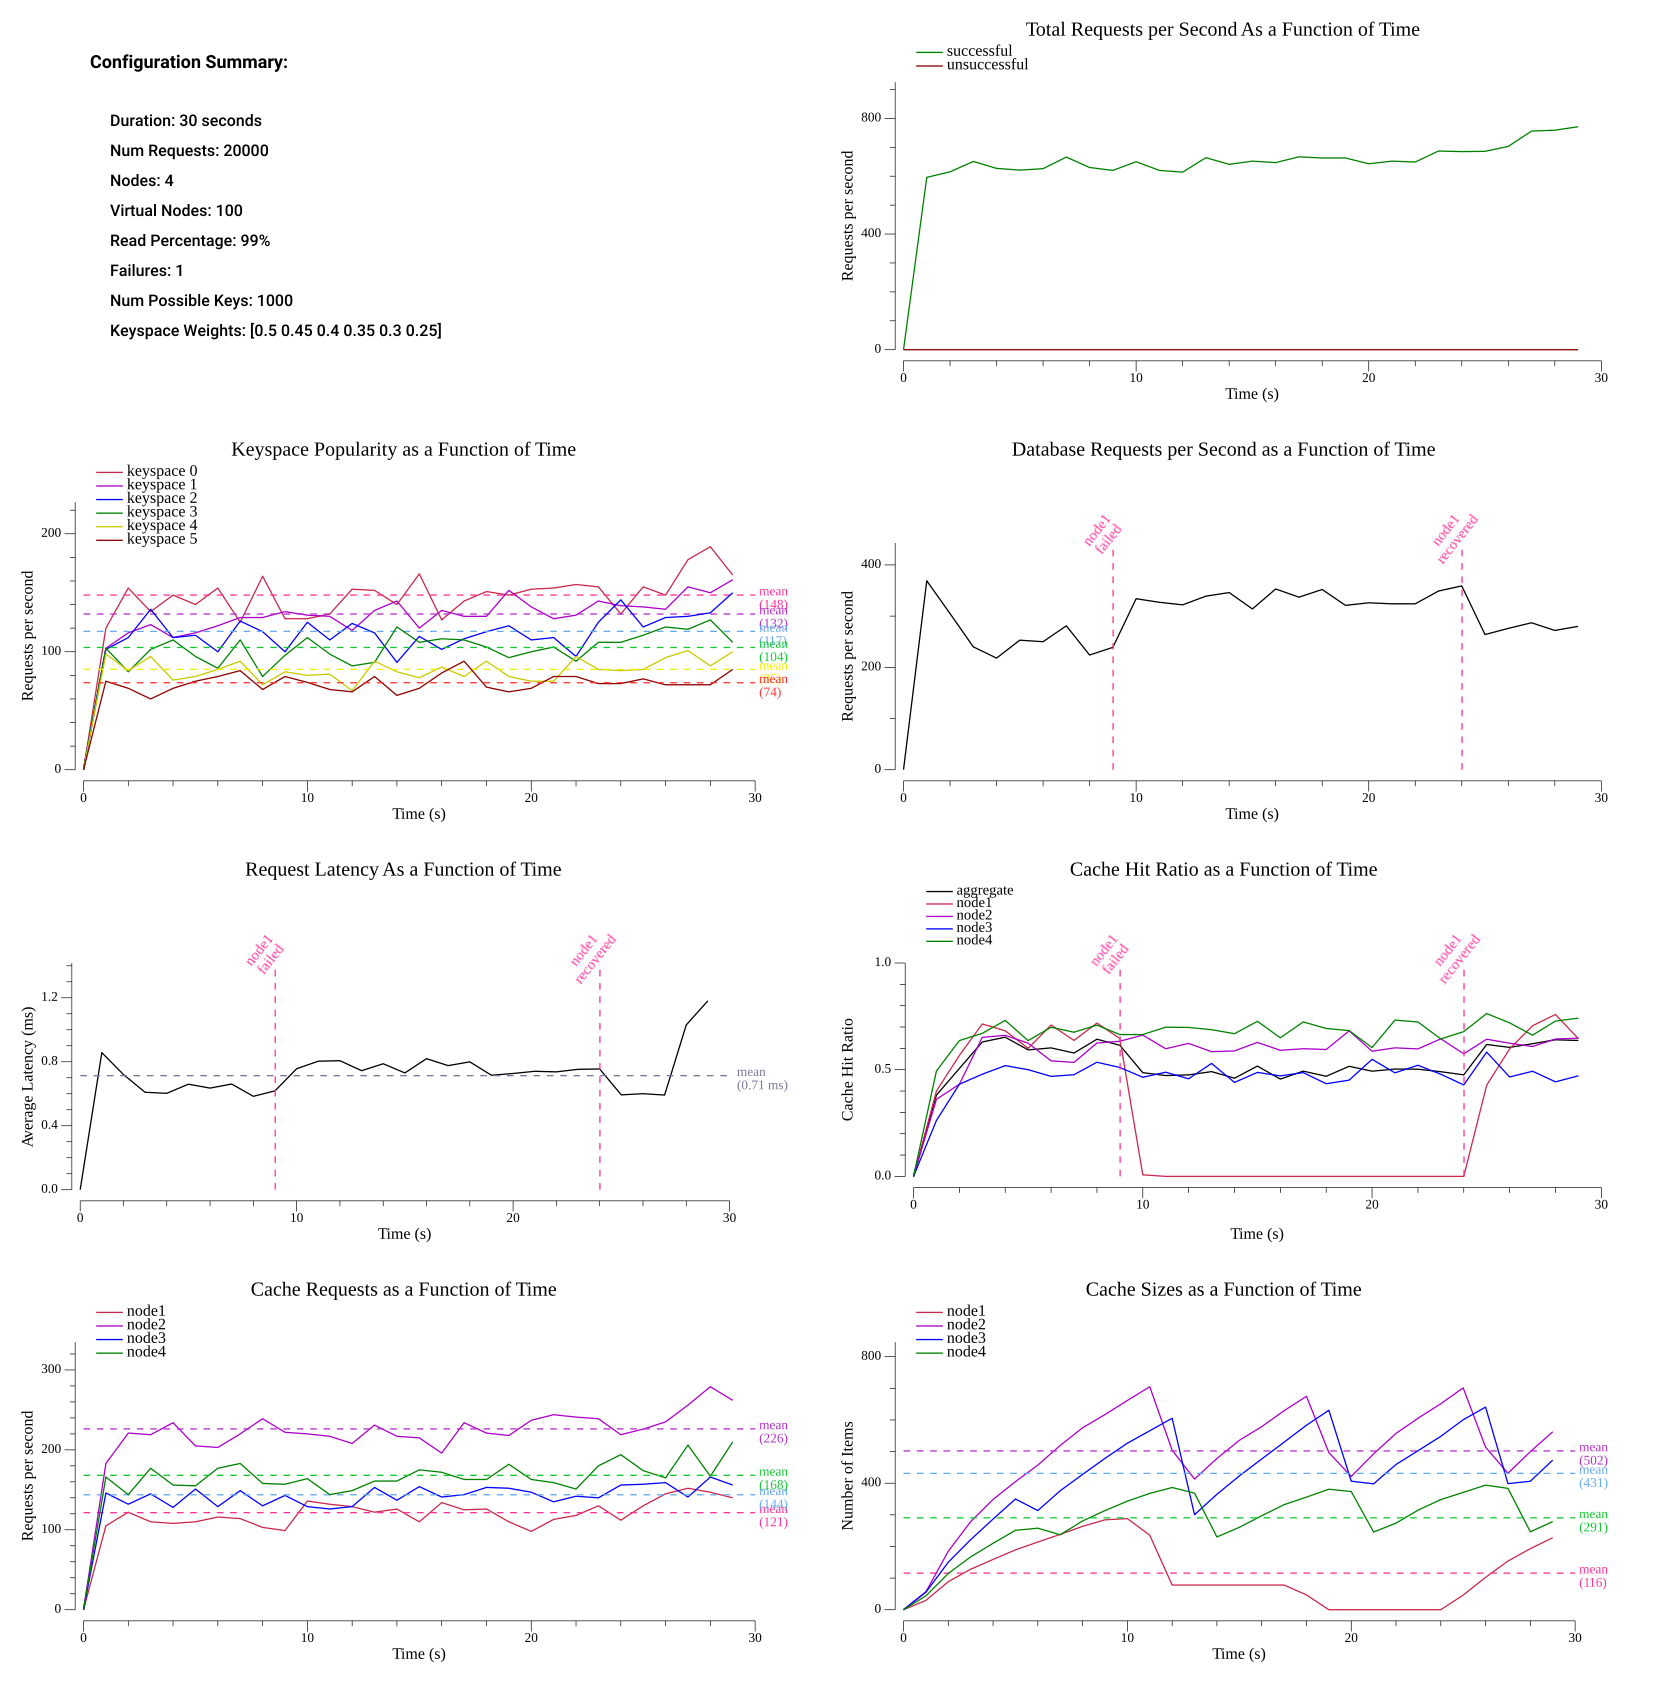 Configuration Summary:
Duration: 30 seconds
Num Requests: 20000
Nodes: 4
Virtual Nodes: 100
Read Percentage: 99%
Failures: 1
Num Possible Keys: 1000
Keyspace Weights: [0.5 0.45 0.4 0.35 0.3 0.25]
Total Requests per Second As a Function of Time
successful
unsuccessful
Requests per second
800
400
0
0
10
20
30
Time (s)
Keyspace Popularity as a Function of Time
keyspace 0
keyspace 1
keyspace 2
keyspace 3
keyspace 4
keyspace 5
Requests per second
200
100
0
mean
(148)
mean
(132)
mean
(117)
mean
(104)
mean
mean
(74)
0
10
20
30
Time (s)
Database Requests per Second as a Function of Time
node1
failed
node1
recovered
Requests per second
400
200
0
0
10
20
30
Time (s)
Request Latency As a Function of Time
node1
failed
node1
recovered
Average Latency (ms)
1.2
0.8
0.4
0.0
mean
(0.71 ms)
0
10
20
30
Time (s)
Cache Hit Ratio as a Function of Time
aggregate
node1
node2
node3
node4
node1
failed
node1
recovered
Cache Hit Ratio
1.0
0.5
0.0
0
10
20
30
Time (s)
Cache Requests as a Function of Time
node1
node2
node3
node4
Requests per second
300
200
100
0
mean
(226)
mean
(168)
mean
(144)
mean
(121)
0
10
20
30
Time (s)
Cache Sizes as a Function of Time
node1
node2
node3
node4
Number of Items
800
400
0
mean
(502)
mean
(431)
mean
(291)
mean
(116)
0
10
20
30
Time (s)